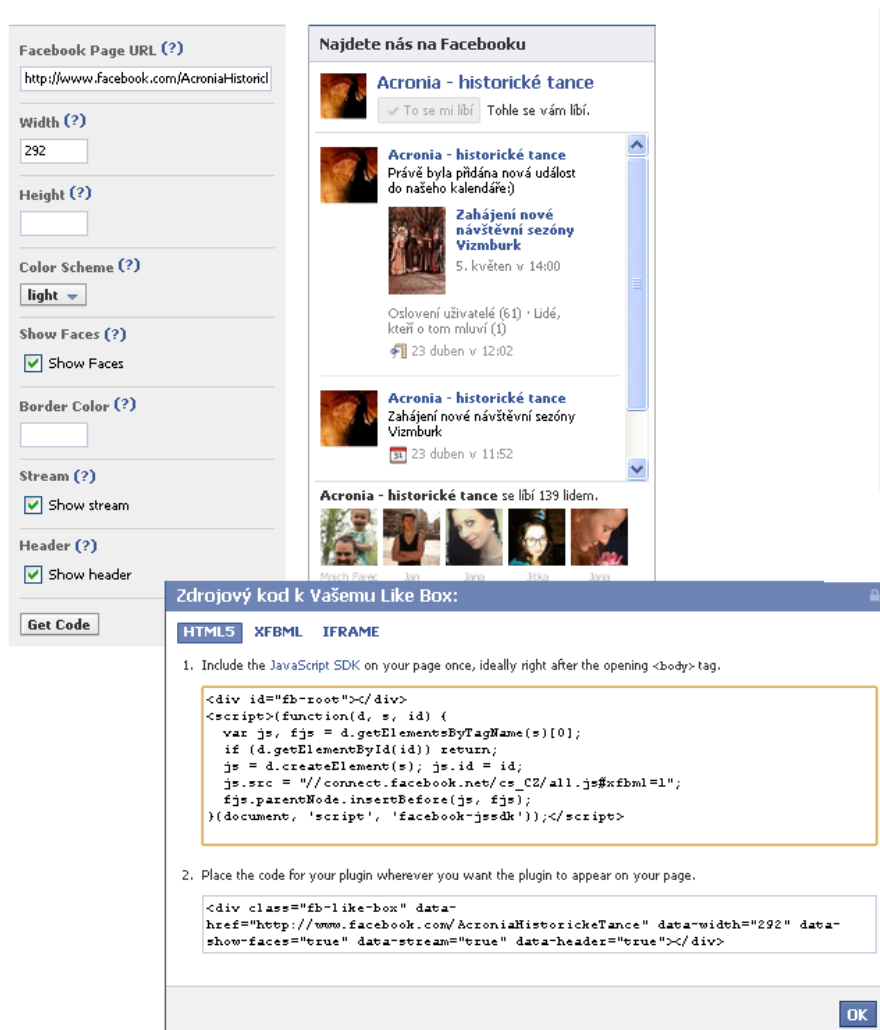 Facebook Page URL (?)
http://www.facebook.com/AcroniaHistoricl
Width (?)
292
Height (?)
Color Scheme (?)
light
Show Faces (?)
Show Faces
Border Color (?)
Stream (?)
Show stream
Header (?)
Show header
Get Code
Najdete nás na Facebooku
Acronia - historické tance
To se mi líbí Tohle se vám líbí.
Acronia - historické tance
Právě byla přidána nová událost
do našeho kalendáře:)
Zahájení nové
návštěvní sezóny
Vizmburk
5. květen v 14:00
Oslovení uživatelé (61) · Lidé,
kteří o tom mluví (1)
23 duben v 12:02
Acronia - historické tance
Zahájení nové návštěvní sezóny
Vizmburk
31 23 duben v 11:52
Acronia - historické tance se líbí 139 lidem.
Mnich Farec Jan Jana Jitka Jana
Zdrojový kod k Vašemu Like Box:
HTML5 XFBML IFRAME
1. Include the JavaScript SDK on your page once, ideally right after the opening <body> tag.
<div id="fb-root"></div>
<script>(function(d, s, id) {
var js, fjs = d.getElementsByTagName(s)[0];
if (d.getElementById(id)) return;
js = d.createElement(s); js.id = id;
js.src = "//connect.facebook.net/cs_CZ/all.js#xfbml=1";
fjs.parentNode.insertBefore(js, fjs);
}(document, 'script', 'facebook-jssdk'));</script>
2. Place the code for your plugin wherever you want the plugin to appear on your page.
<div class="fb-like-box" data-
href="http://www.facebook.com/AcroniaHistorickeTance" data-width="292" data-
show-faces="true" data-stream="true" data-header="true"></div>
OK